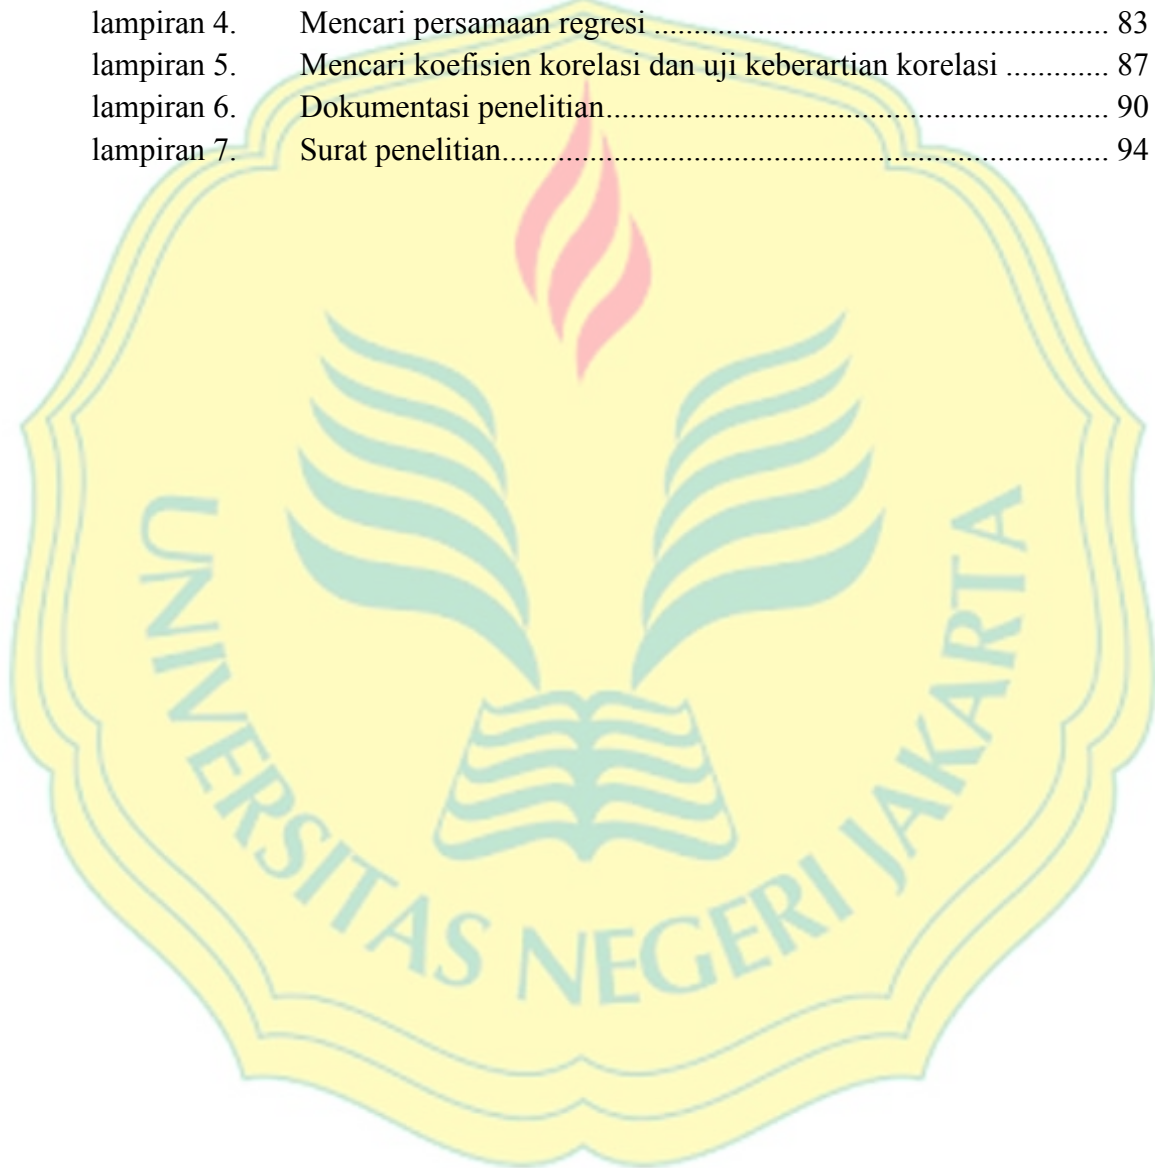 lampiran 4. Mencari persamaan regresi ........................................................ 83
lampiran 5. Mencari koefisien korelasi dan uji keberartian korelasi ............. 87
lampiran 6. Dokumentasi penelitian.............................................................. 90
lampiran 7. Surat penelitian........................................................................... 94
UNIVERSITAS NEGERI JAKARTA